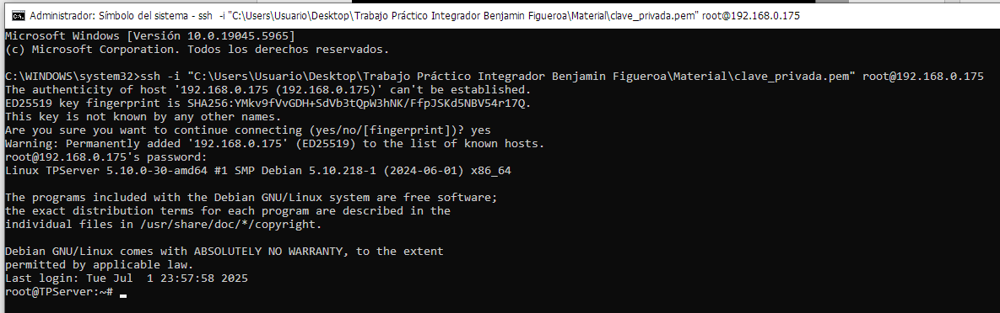 Administrador: Símbolo del sistema - ssh -i "C:\Users\Usuario\Desktop\Trabajo Práctico Integrador Benjamin Figueroa\Material\clave_privada.pem" root@192.168.0.175
Microsoft Windows [Versión 10.0.19045.5965]
(c) Microsoft Corporation. Todos los derechos reservados.
C:\WINDOWS\system32>ssh -i "C:\Users\Usuario\Desktop\Trabajo Práctico Integrador Benjamin Figueroa\Material\clave_privada.pem" root@192.168.0.175
The authenticity of host '192.168.0.175 (192.168.0.175)' can't be established.
ED25519 key fingerprint is SHA256:YMkv9fVvGDH+SdVb3tQpW3hNK/FfpJSKd5NBV54r17Q.
This key is not known by any other names.
Are you sure you want to continue connecting (yes/no/[fingerprint])? yes
Warning: Permanently added '192.168.0.175' (ED25519) to the list of known hosts.
root@192.168.0.175's password:
Linux TPServer 5.10.0-30-amd64 #1 SMP Debian 5.10.218-1 (2024-06-01) x86_64
The programs included with the Debian GNU/Linux system are free software;
the exact distribution terms for each program are described in the
individual files in /usr/share/doc/*/copyright.
Debian GNU/Linux comes with ABSOLUTELY NO WARRANTY, to the extent
permitted by applicable law.
Last login: Tue Jul  1 23:57:58 2025
root@TPServer:~#